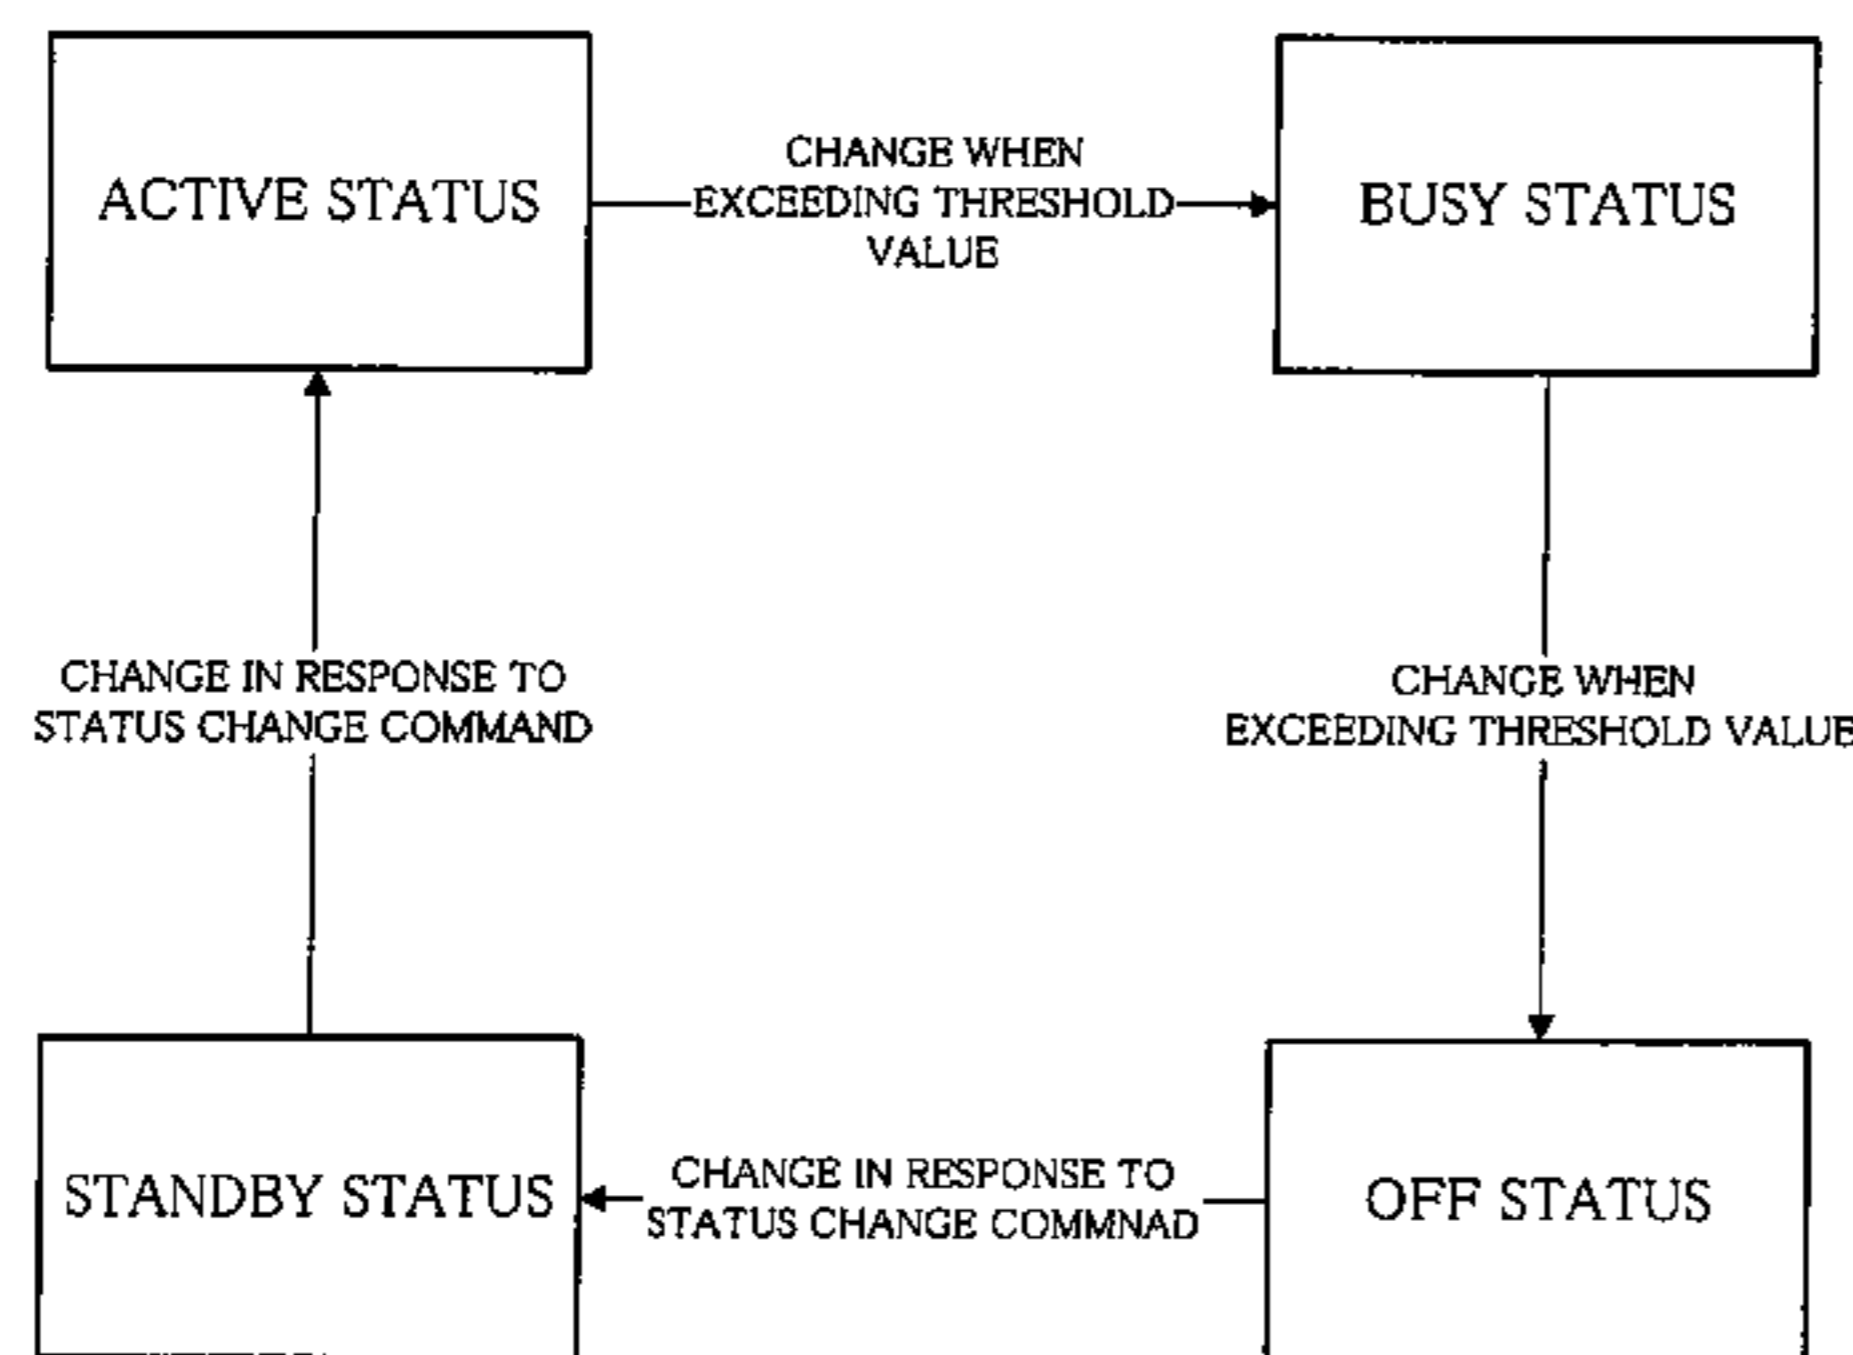 ACTIVE STATUS
CHANGE WHEN
EXCEEDING THRESHOLD
VALUE
BUSY STATUS
CHANGE IN RESPONSE TO
STATUS CHANGE COMMAND
CHANGE WHEN
EXCEEDING THRESHOLD VALUE
STANDBY STATUS
CHANGE IN RESPONSE TO
STATUS CHANGE COMMNAD
OFF STATUS